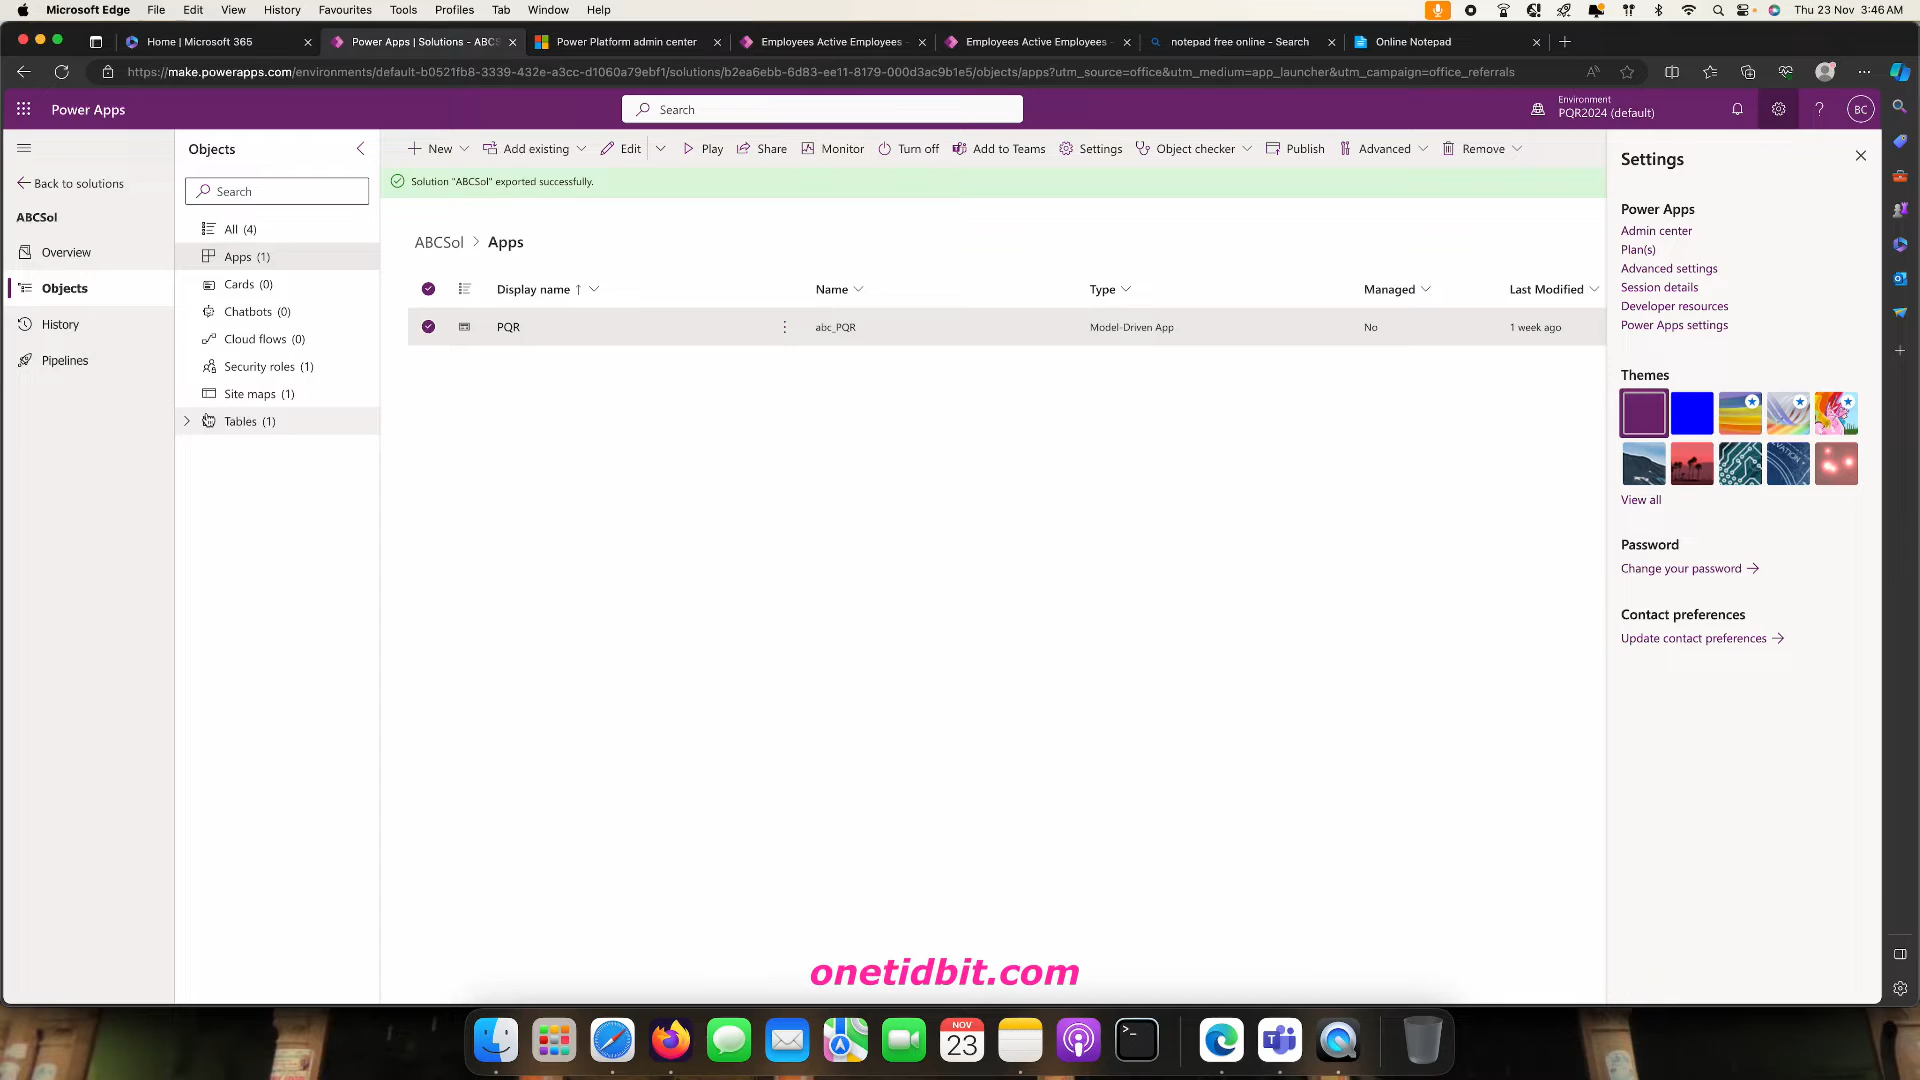 Microsoft Edge File Edit View History Favourites Tools Profiles Tab Window Help Thu 23 Nov 3:46 AM
Home | Microsoft 365 Power Apps | Solutions - ABCS Power Platform admin center Employees Active Employees - Employees Active Employees - notepad free online - Search Online Notepad
https://make.powerapps.com/environments/default-b0521fb8-3339-432e-a3cc-d1060a79ebf1/solutions/b2ea6ebb-6d83-ee11-8179-000d3ac9b1e5/objects/apps?utm_source=office&utm_medium=app_launcher&utm_campaign=office_referrals
Power Apps
Search
Environment
PQR2024 (default)
BC
Back to solutions
ABCSol
Overview
Objects
History
Pipelines
Objects
Search
All (4)
Apps (1)
Cards (0)
Chatbots (0)
Cloud flows (0)
Security roles (1)
Site maps (1)
Tables (1)
New Add existing Edit Play Share Monitor Turn off Add to Teams Settings Object checker Publish Advanced Remove
Solution "ABCSol" exported successfully.
ABCSol > Apps
Display name ↑ Name Type Managed Last Modified
PQR abc_PQR Model-Driven App No 1 week ago
Settings
Power Apps
Admin center
Plan(s)
Advanced settings
Session details
Developer resources
Power Apps settings
Themes
View all
Password
Change your password →
Contact preferences
Update contact preferences →
onetidbit.com
NOV
23